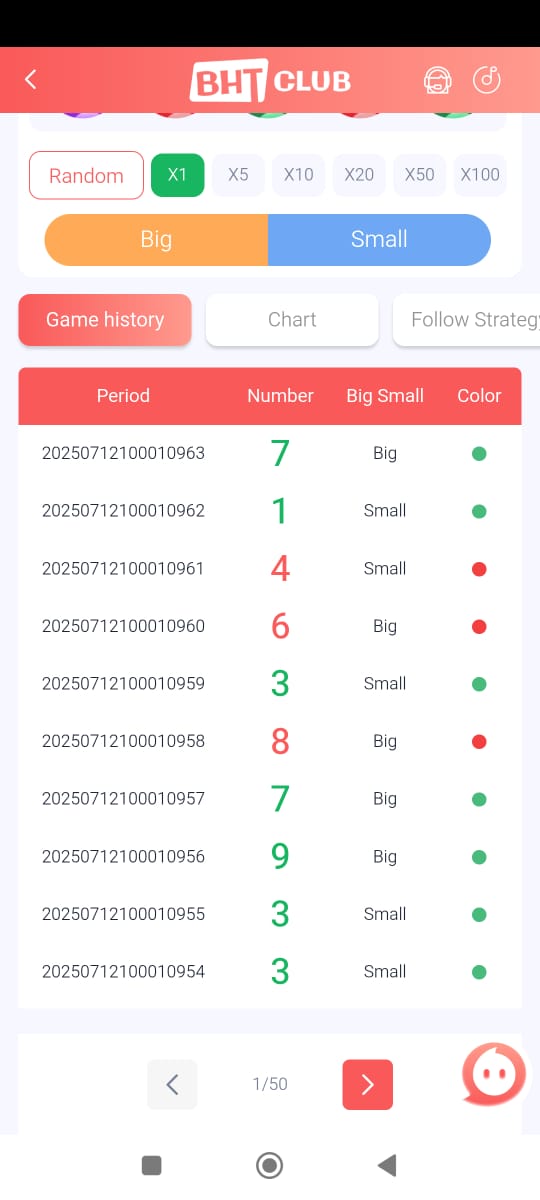 BHT CLUB
Random X1 X5 X10 X20 X50 X100
Big Small
Game history Chart Follow Strategy
Period Number Big Small Color
20250712100010963 7 Big
20250712100010962 1 Small
20250712100010961 4 Small
20250712100010960 6 Big
20250712100010959 3 Small
20250712100010958 8 Big
20250712100010957 7 Big
20250712100010956 9 Big
20250712100010955 3 Small
20250712100010954 3 Small
1/50